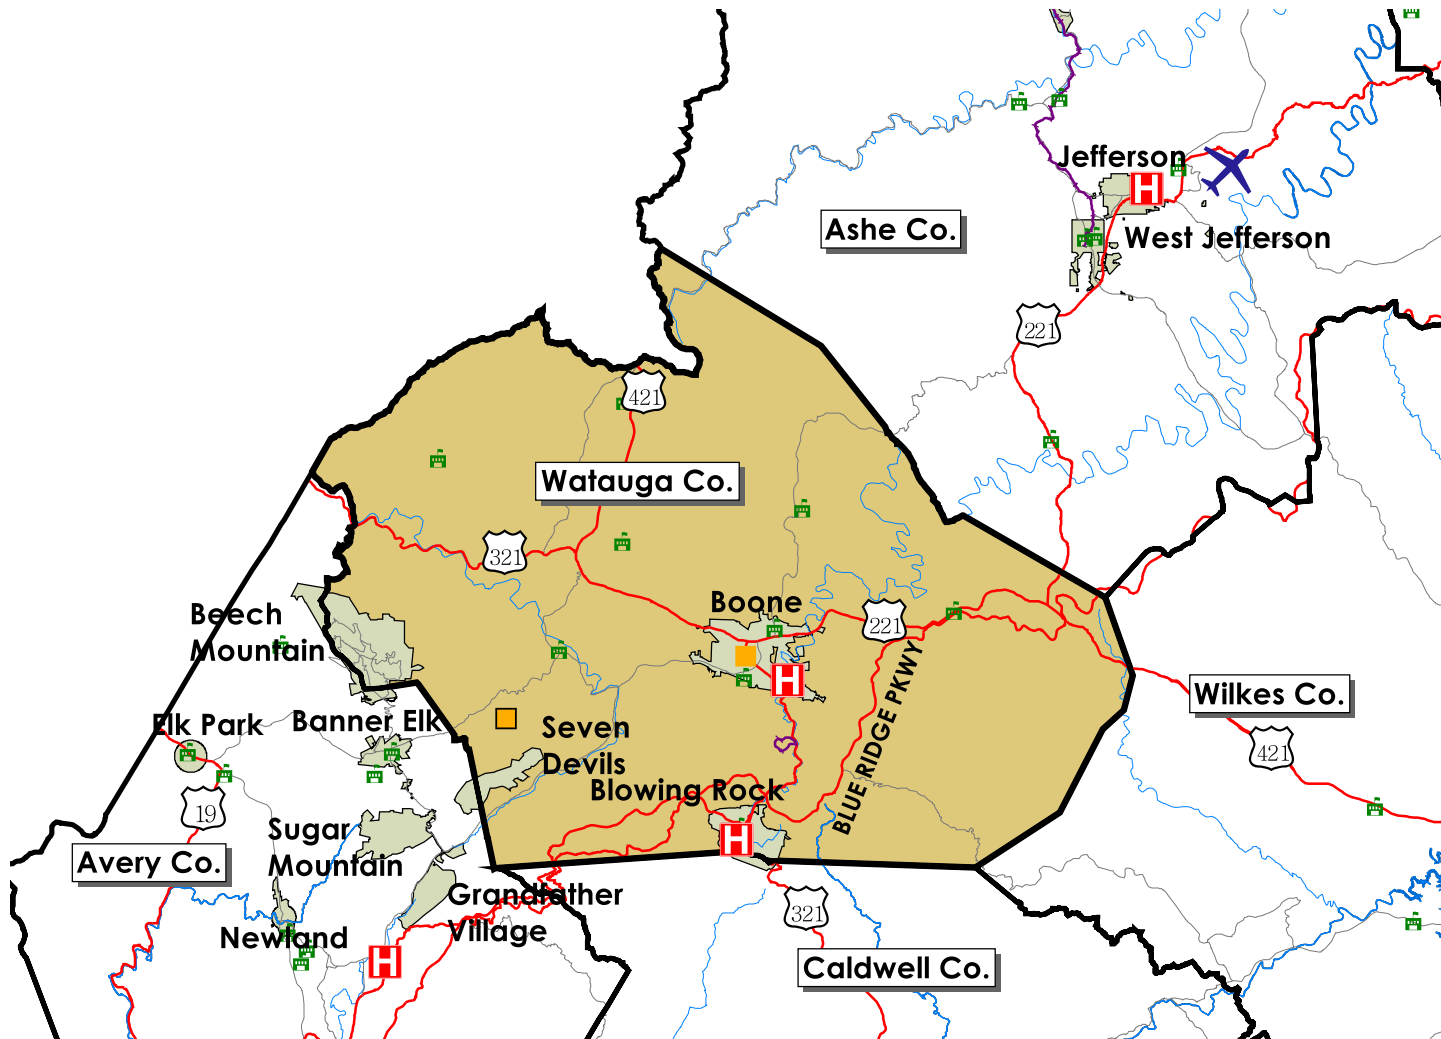 Jefferson
H
Ashe Co.
West Jefferson
221
421
Watauga Co.
321
Beech
Mountain
Boone
221
H
Wilkes Co.
Elk Park
Banner Elk
Seven
Devils
BLUE RIDGE PKWY
421
Blowing Rock
19
Sugar
Mountain
H
Avery Co.
Grandfather
Village
321
Newland
H
Caldwell Co.